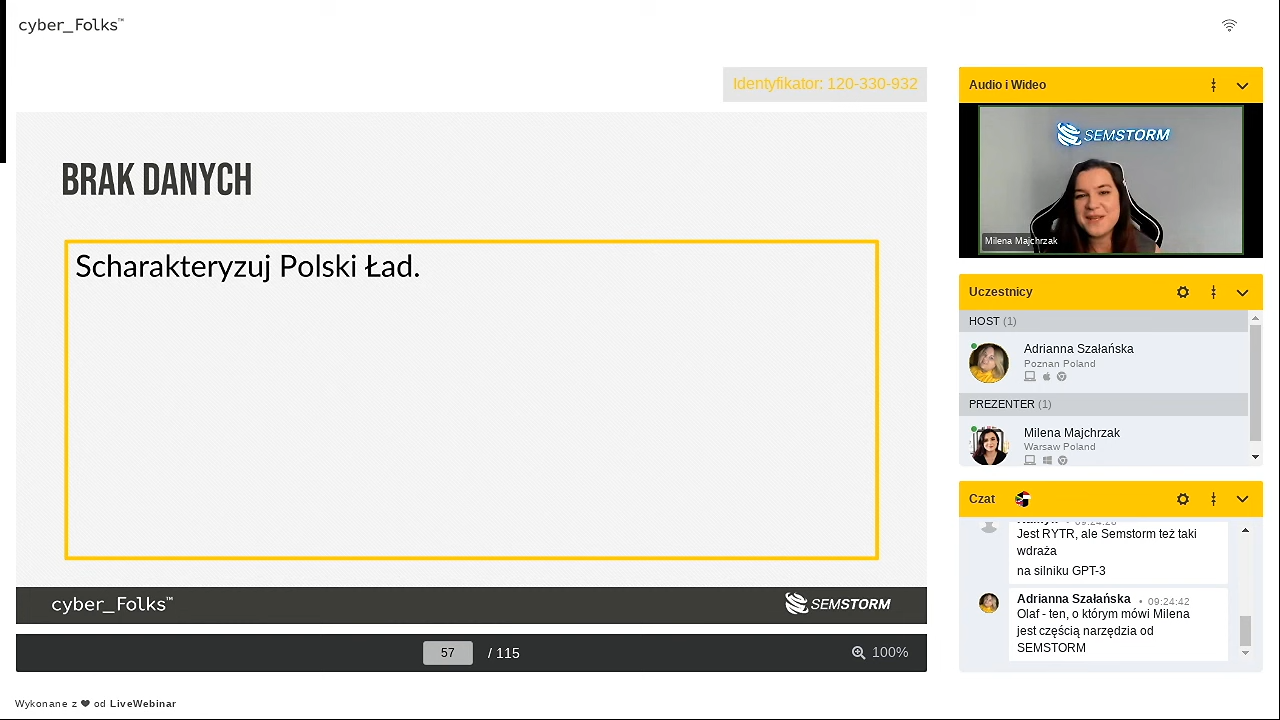 cyber_Folks™
Identyfikator: 120-330-932
BRAK DANYCH
Scharakteryzuj Polski Ład.
cyber_Folks™
SEMSTORM
57 / 115
100%
Wykonane z ❤ od LiveWebinar
Audio i Wideo
SEMSTORM
Milena Majchrzak
Uczestnicy
HOST (1)
Adrianna Szałańska
Poznan Poland
PREZENTER (1)
Milena Majchrzak
Warsaw Poland
Czat
09:24:28
Jest RYTR, ale Semstorm też taki
wdraża
na silniku GPT-3
Adrianna Szałańska • 09:24:42
Olaf - ten, o którym mówi Milena
jest częścią narzędzia od
SEMSTORM